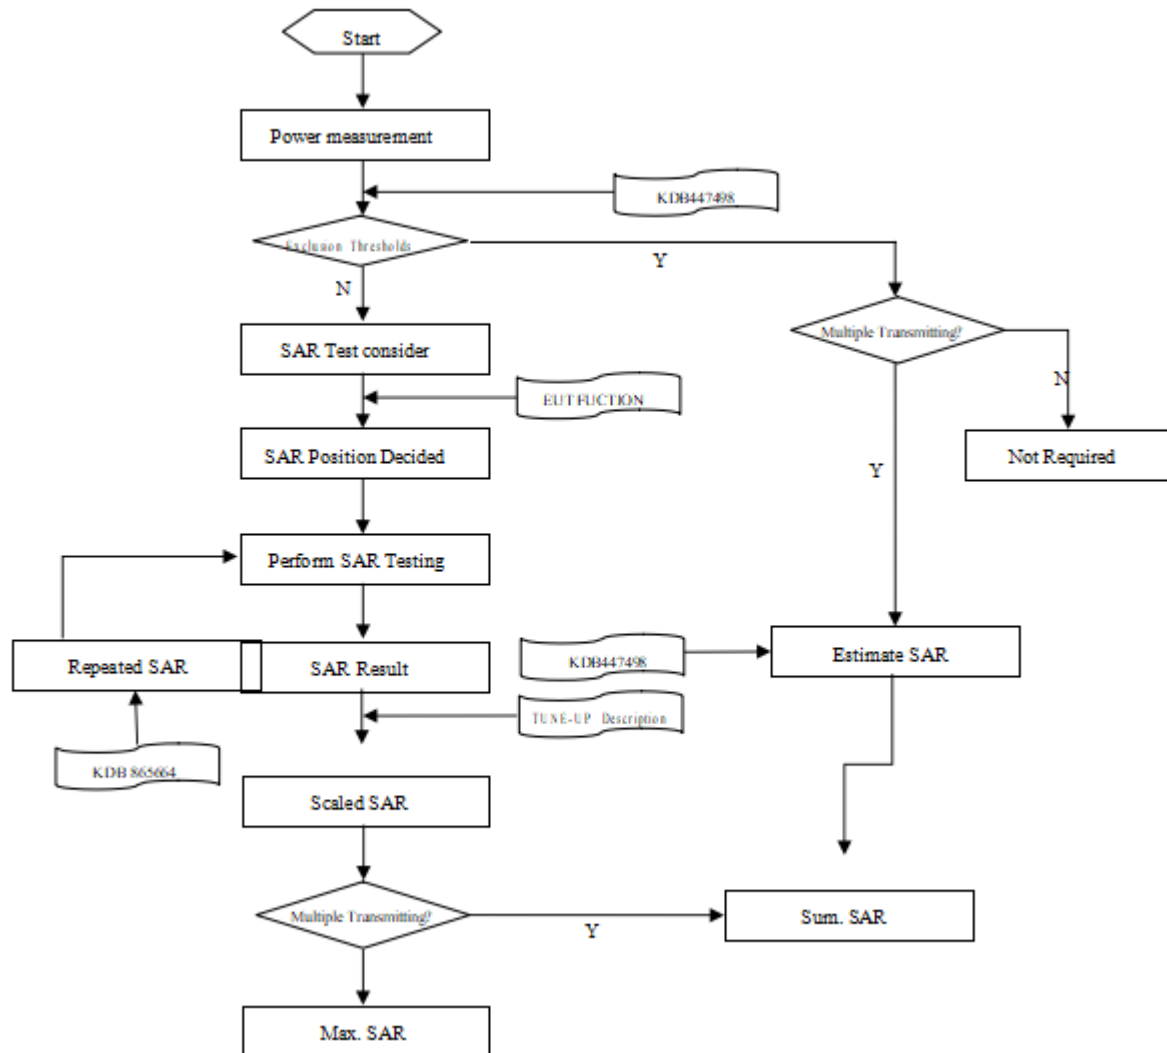 Start
Power measurement
KDB447498
Exclusion Thresholds
Y
N
Multiple Transmitting?
SAR Test consider
N
EUT FUCTION
SAR Position Decided
Not Required
Y
Perform SAR Testing
Repeated SAR
SAR Result
KDB447498
Estimate SAR
TUNE-UP Description
KDB 865664
Scaled SAR
Multiple Transmitting?
Y
Sum. SAR
Max. SAR